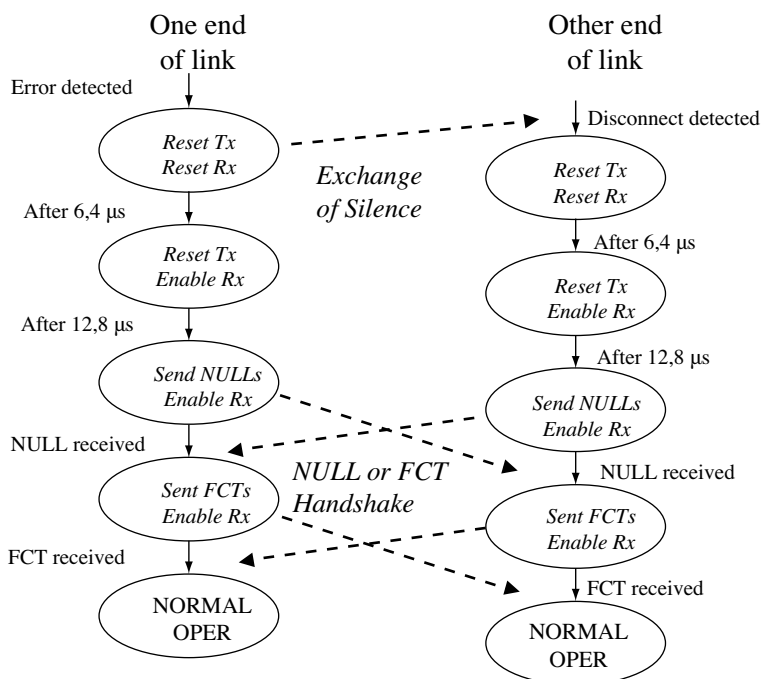 One end
of link
Error detected
Reset Tx
Reset Rx
After 6,4 µs
Reset Tx
Enable Rx
After 12,8 µs
Send NULLs
Enable Rx
NULL received
Sent FCTs
Enable Rx
FCT received
NORMAL
OPER
Exchange
of Silence
NULL or FCT
Handshake
Other end
of link
Disconnect detected
Reset Tx
Reset Rx
After 6,4 µs
Reset Tx
Enable Rx
After 12,8 µs
Send NULLs
Enable Rx
NULL received
Sent FCTs
Enable Rx
FCT received
NORMAL
OPER